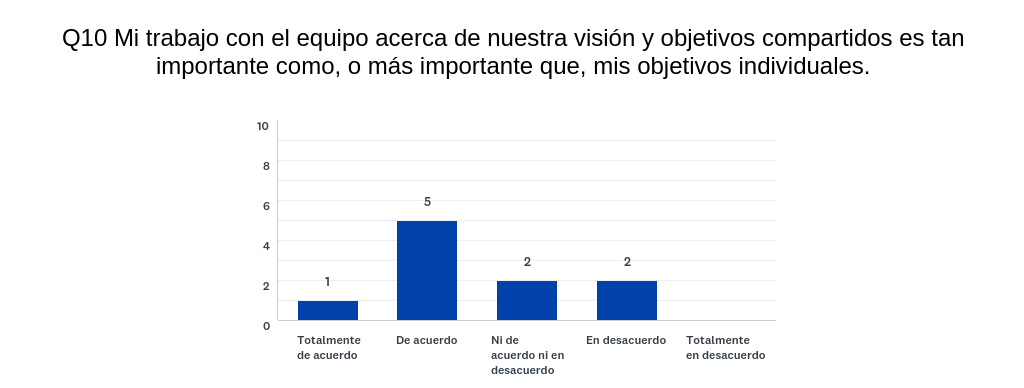 Q10 Mi trabajo con el equipo acerca de nuestra visión y objetivos compartidos es tan
importante como, o más importante que, mis objetivos individuales.
10
8
6
4
2
0
1
5
2
2
Totalmente
de acuerdo
De acuerdo
Ni de
acuerdo ni en
desacuerdo
En desacuerdo
Totalmente
en desacuerdo